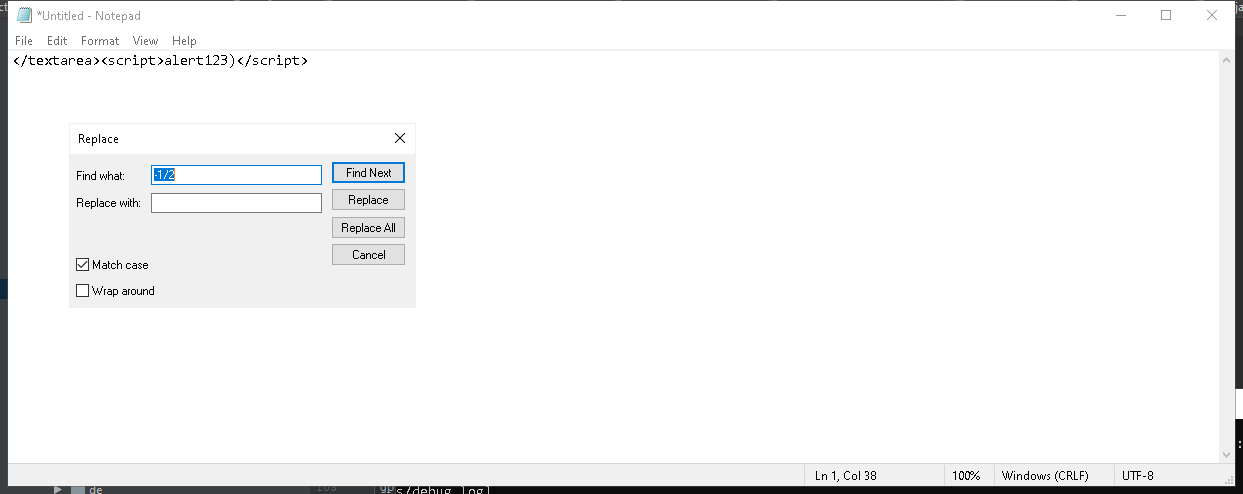 *Untitled - Notepad
File Edit Format View Help
</textarea><script>alert123)</script>
Replace
Find what: -1/2 Find Next
Replace with: Replace
Replace All
Cancel
Match case
Wrap around
Ln 1, Col 38 100% Windows (CRLF) UTF-8
de